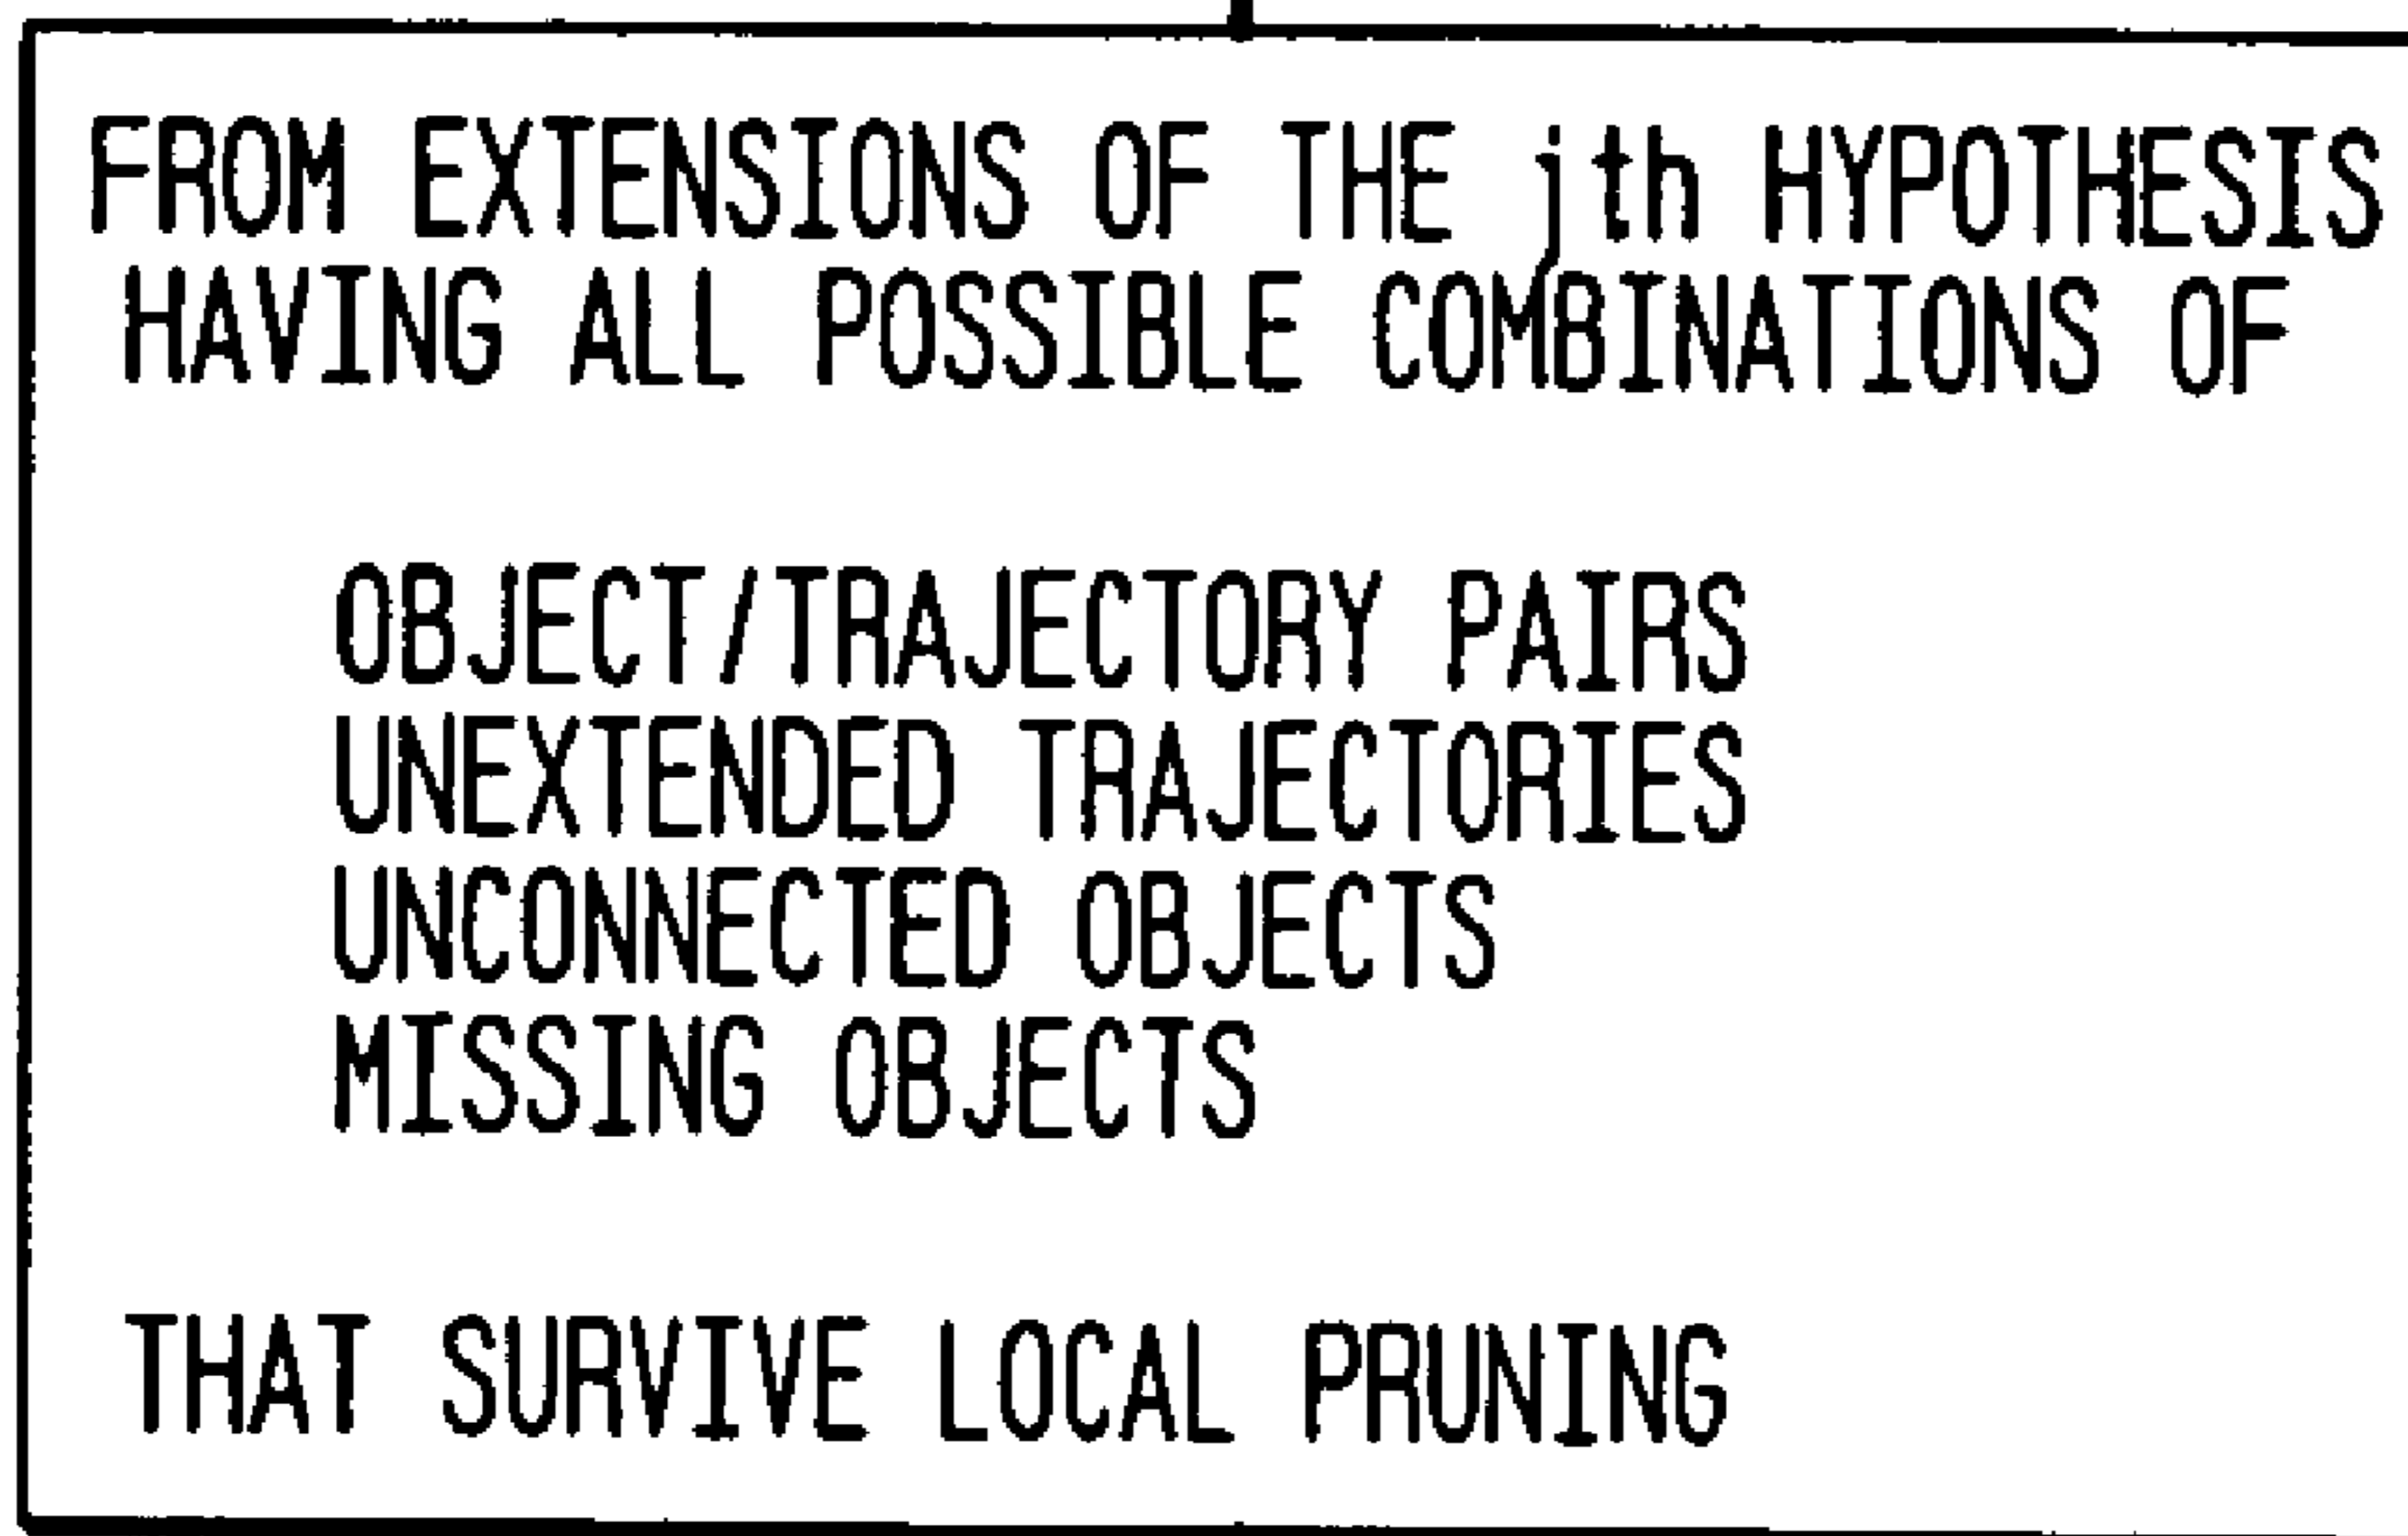 FROM EXTENSIONS OF THE jth HYPOTHESIS
HAVING ALL POSSIBLE COMBINATIONS OF
OBJECT/TRAJECTORY PAIRS
UNEXTENDED TRAJECTORIES
UNCONNECTED OBJECTS
MISSING OBJECTS
THAT SURVIVE LOCAL PRUNING